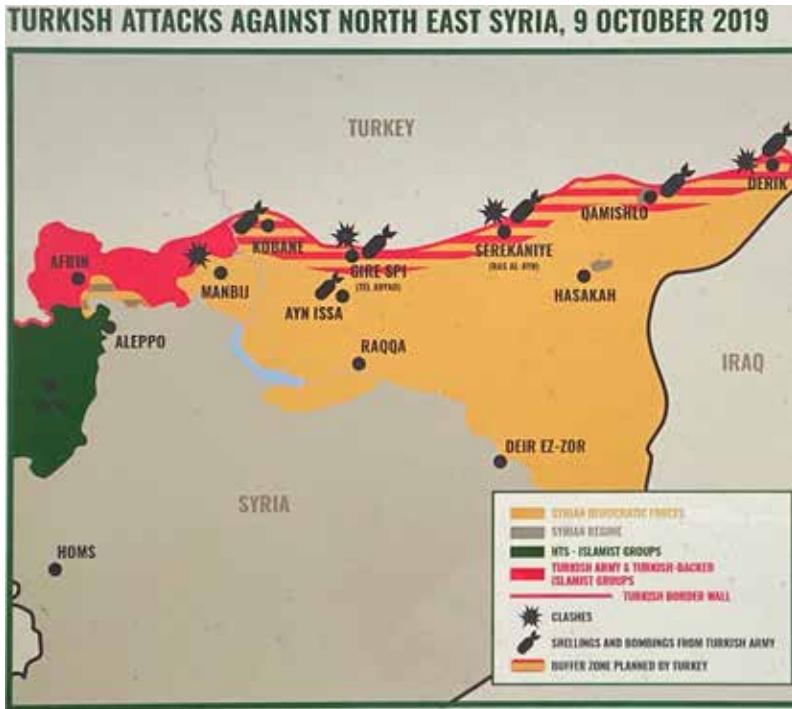 TURKISH ATTACKS AGAINST NORTH EAST SYRIA, 9 OCTOBER 2019
TURKEY
DERIK
QAMISHLO
KOBANE
SEREKANIYE
(RAS AL AYN)
AFRIN
GIRE SPI
(TEL ABYAD)
MANBIJ
HASAKAH
AYN ISSA
ALEPPO
RAQQA
IRAQ
DEIR EZ-ZOR
SYRIA
HOMS
SYRIAN DEMOCRATIC FORCES
SYRIAN REGIME
HTS - ISLAMIST GROUPS
TURKISH ARMY & TURKISH-BACKED
ISLAMIST GROUPS
TURKISH BORDER WALL
CLASHES
SHELLINGS AND BOMBINGS FROM TURKISH ARMY
BUFFER ZONE PLANNED BY TURKEY